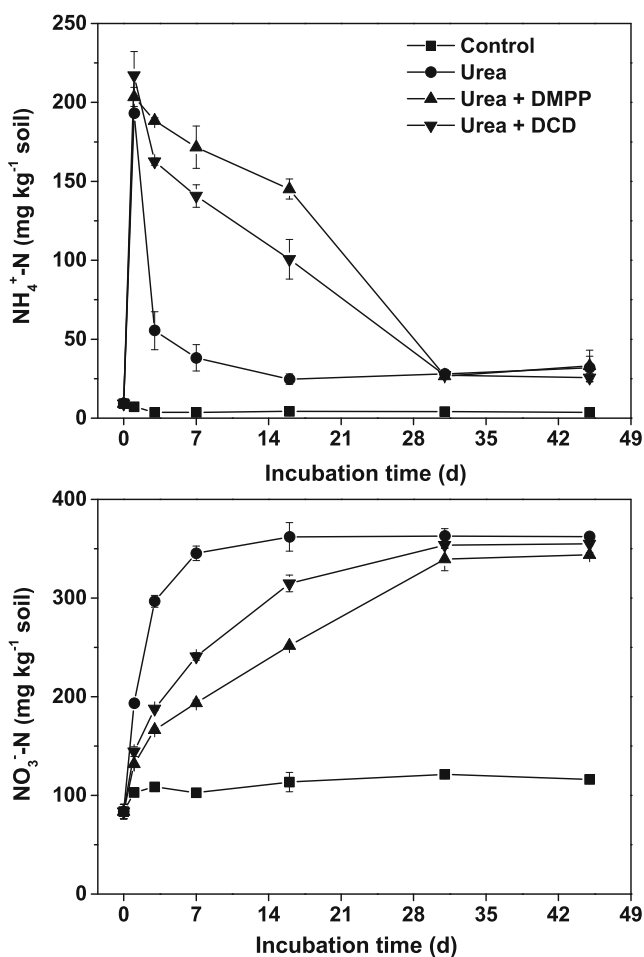 250
200
150
100
50
0
NH₄⁺-N (mg kg⁻¹ soil)
Control
Urea
Urea + DMPP
Urea + DCD
0 7 14 21 28 35 42 49
Incubation time (d)
400
300
200
100
0
NO₃⁻-N (mg kg⁻¹ soil)
0 7 14 21 28 35 42 49
Incubation time (d)